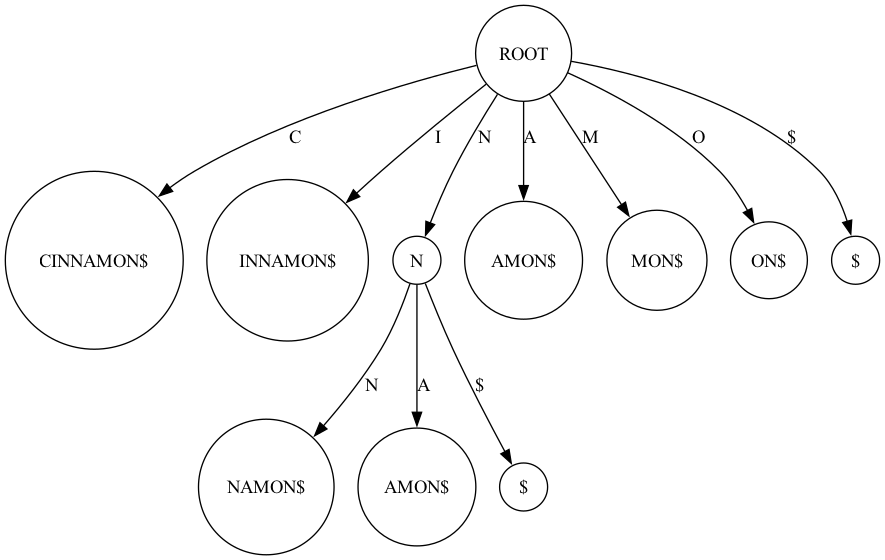 ROOT
C I N A M O $
CINNAMON$ INNAMON$ N AMON$ MON$ ON$ $
N A $
NAMON$ AMON$ $